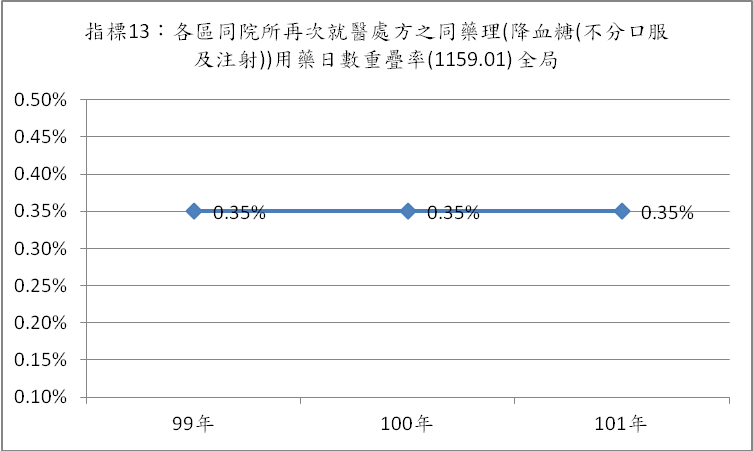 指標13：各區同院所再次就醫處方之同藥理(降血糖(不分口服
及注射))用藥日數重疊率(1159.01) 全局
0.50%
0.45%
0.40%
0.35%
0.30%
0.25%
0.20%
0.15%
0.10%
0.35%
0.35%
0.35%
99年
100年
101年